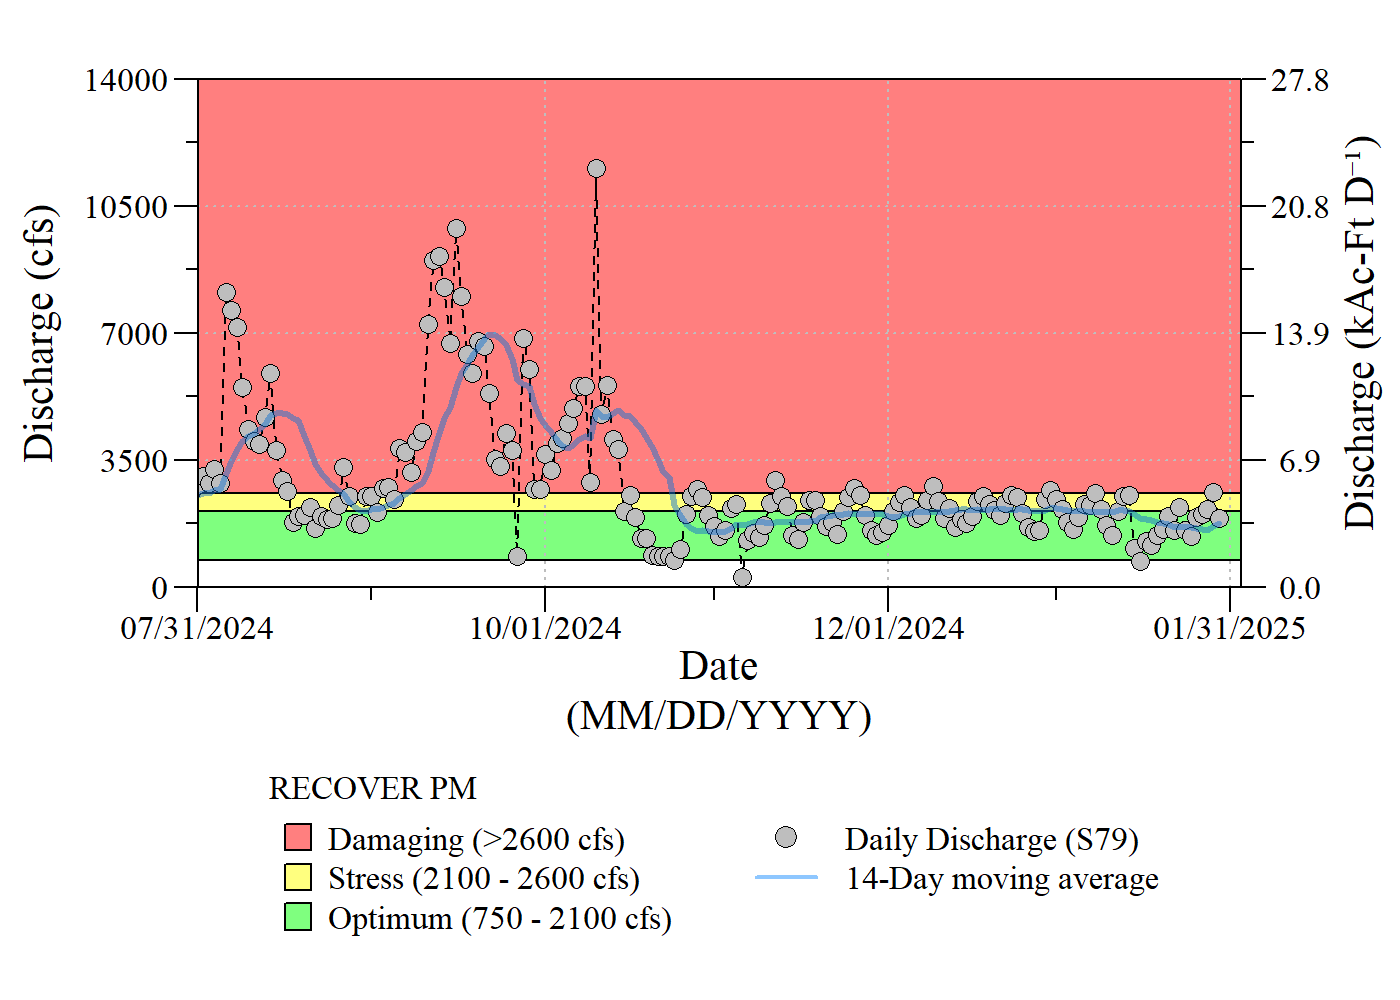 14000
10500
7000
3500
0
Discharge (cfs)
27.8
20.8
13.9
6.9
0.0
Discharge (kAc-Ft D⁻¹)
07/31/2024 10/01/2024 12/01/2024 01/31/2025
Date
(MM/DD/YYYY)
RECOVER PM
Damaging (>2600 cfs)
Stress (2100 - 2600 cfs)
Optimum (750 - 2100 cfs)
Daily Discharge (S79)
14-Day moving average